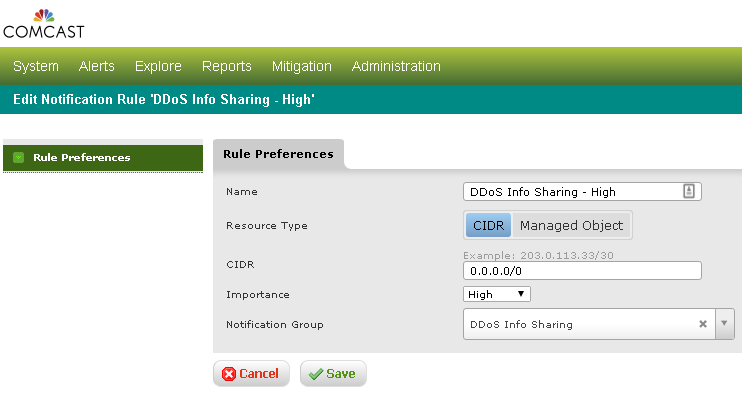 COMCAST
System Alerts Explore Reports Mitigation Administration
Edit Notification Rule 'DDoS Info Sharing - High'
Rule Preferences
Rule Preferences
Name DDoS Info Sharing - High
Resource Type CIDR Managed Object
Example: 203.0.113.33/30
CIDR 0.0.0.0/0
Importance High
Notification Group DDoS Info Sharing
Cancel Save